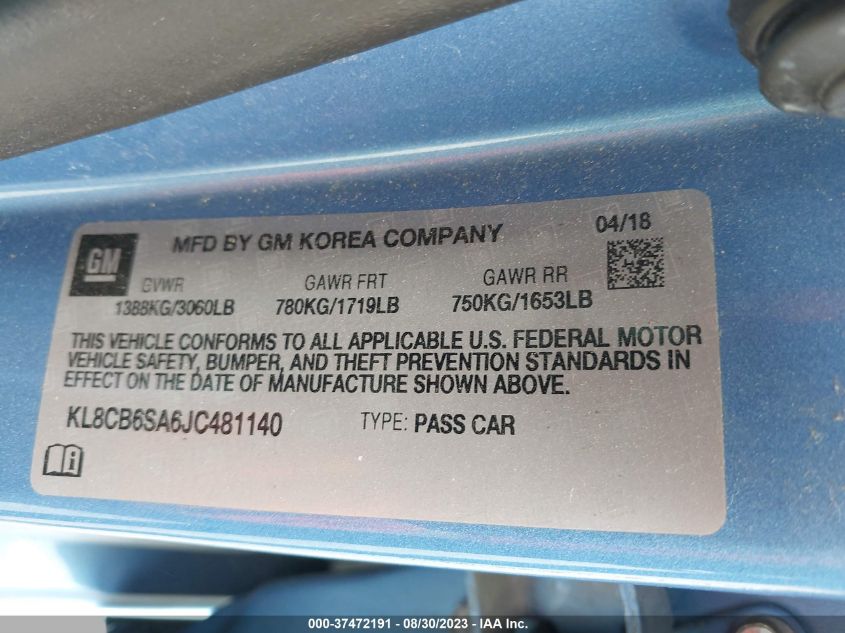 GM
MFD BY GM KOREA COMPANY
04/18
GVWR
GAWR FRT
GAWR RR
1388KG/3060LB
780KG/1719LB
750KG/1653LB
THIS VEHICLE CONFORMS TO ALL APPLICABLE U.S. FEDERAL MOTOR
VEHICLE SAFETY, BUMPER, AND THEFT PREVENTION STANDARDS IN
EFFECT ON THE DATE OF MANUFACTURE SHOWN ABOVE.
KL8CB6SA6JC481140
TYPE: PASS CAR
000-37472191 - 08/30/2023 - IAA Inc.